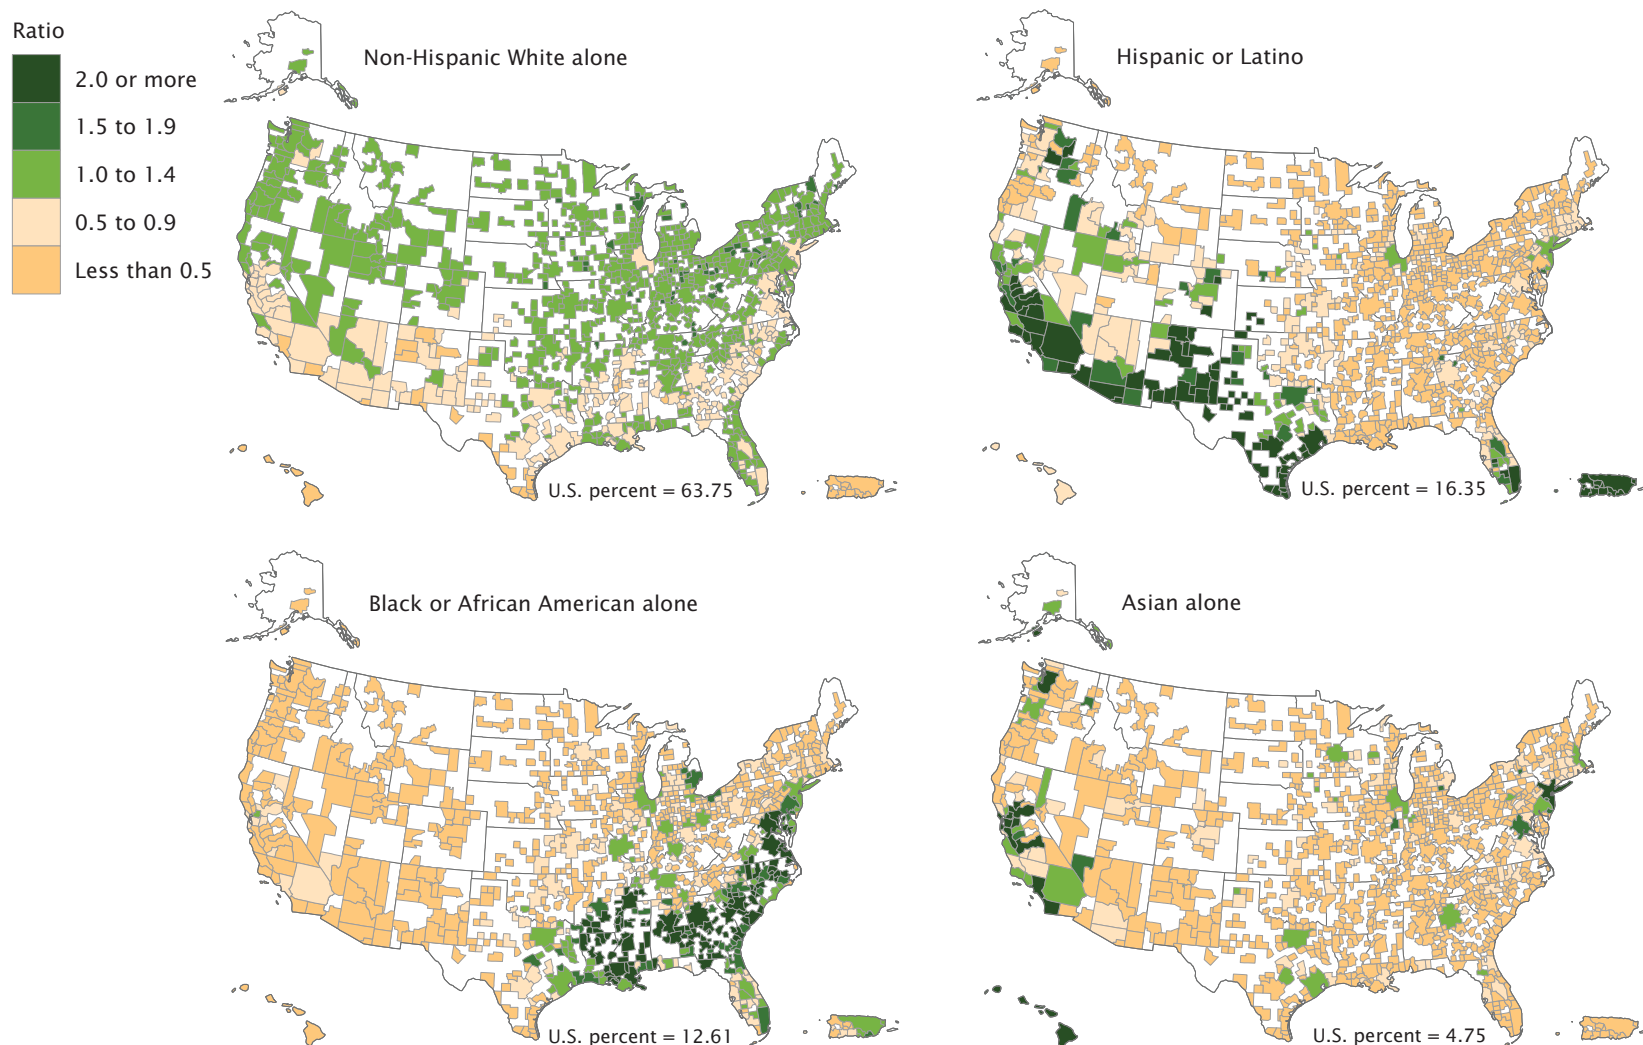 Ratio
2.0 or more
1.5 to 1.9
1.0 to 1.4
0.5 to 0.9
Less than 0.5
Non-Hispanic White alone
U.S. percent = 63.75
Hispanic or Latino
U.S. percent = 16.35
Black or African American alone
U.S. percent = 12.61
Asian alone
U.S. percent = 4.75